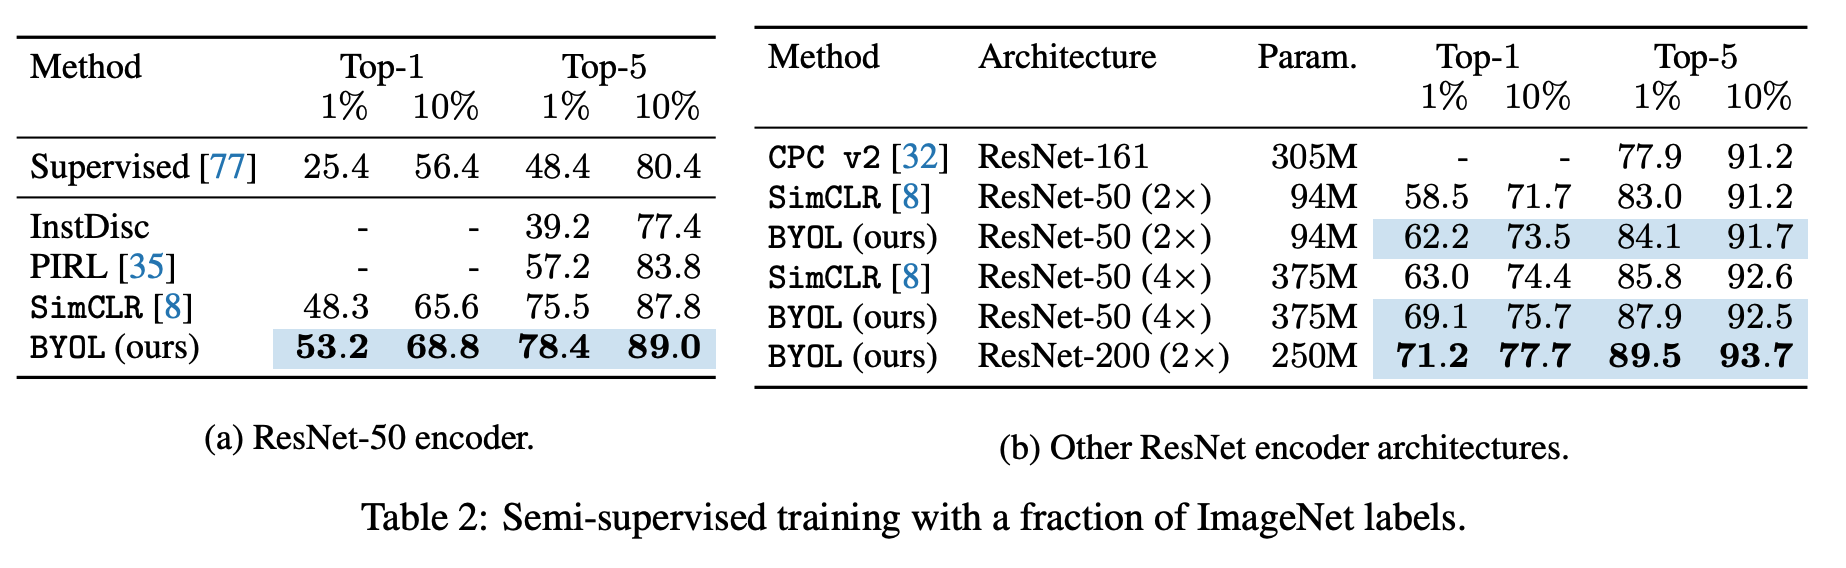 Method Top-1 Top-5
1% 10% 1% 10%
Supervised [77] 25.4 56.4 48.4 80.4
InstDisc - - 39.2 77.4
PIRL [35] - - 57.2 83.8
SimCLR [8] 48.3 65.6 75.5 87.8
BYOL (ours) 53.2 68.8 78.4 89.0
(a) ResNet-50 encoder.
Method Architecture Param. Top-1 Top-5
1% 10% 1% 10%
CPC v2 [32] ResNet-161 305M - - 77.9 91.2
SimCLR [8] ResNet-50 (2×) 94M 58.5 71.7 83.0 91.2
BYOL (ours) ResNet-50 (2×) 94M 62.2 73.5 84.1 91.7
SimCLR [8] ResNet-50 (4×) 375M 63.0 74.4 85.8 92.6
BYOL (ours) ResNet-50 (4×) 375M 69.1 75.7 87.9 92.5
BYOL (ours) ResNet-200 (2×) 250M 71.2 77.7 89.5 93.7
(b) Other ResNet encoder architectures.
Table 2: Semi-supervised training with a fraction of ImageNet labels.